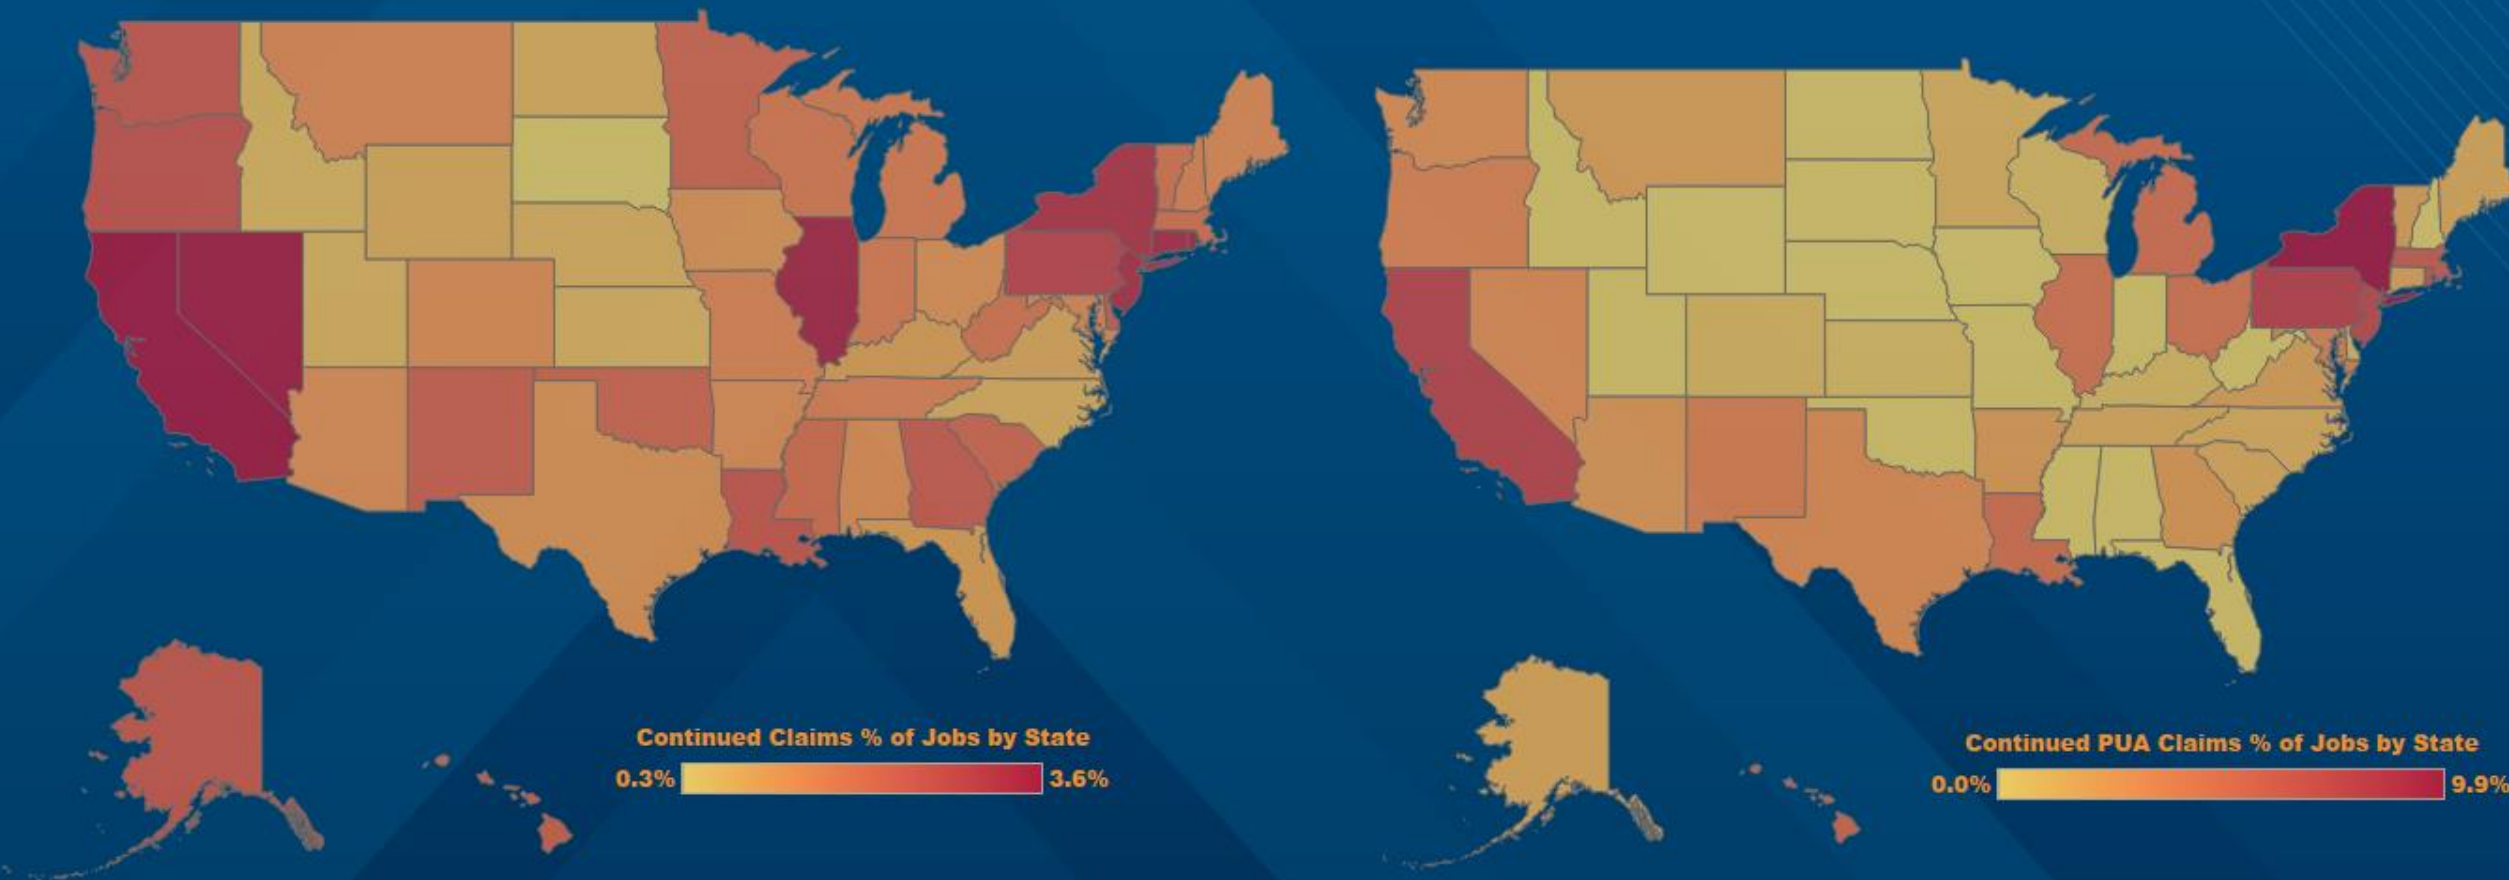 Continued Claims % of Jobs by State
0.3% 3.6%
Continued PUA Claims % of Jobs by State
0.0% 9.9%